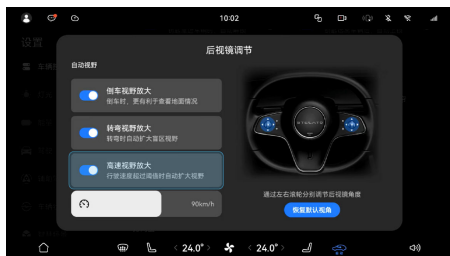 10:02
设置
后视镜调节
自动视野
倒车视野放大
倒车时，更有利于查看地面情况
转弯视野放大
转弯时自动扩大盲区视野
高速视野放大
行驶速度超过阈值时自动扩大视野
90km/h
通过左右滚轮分别调节后视镜角度
恢复默认视角
24.0°
24.0°